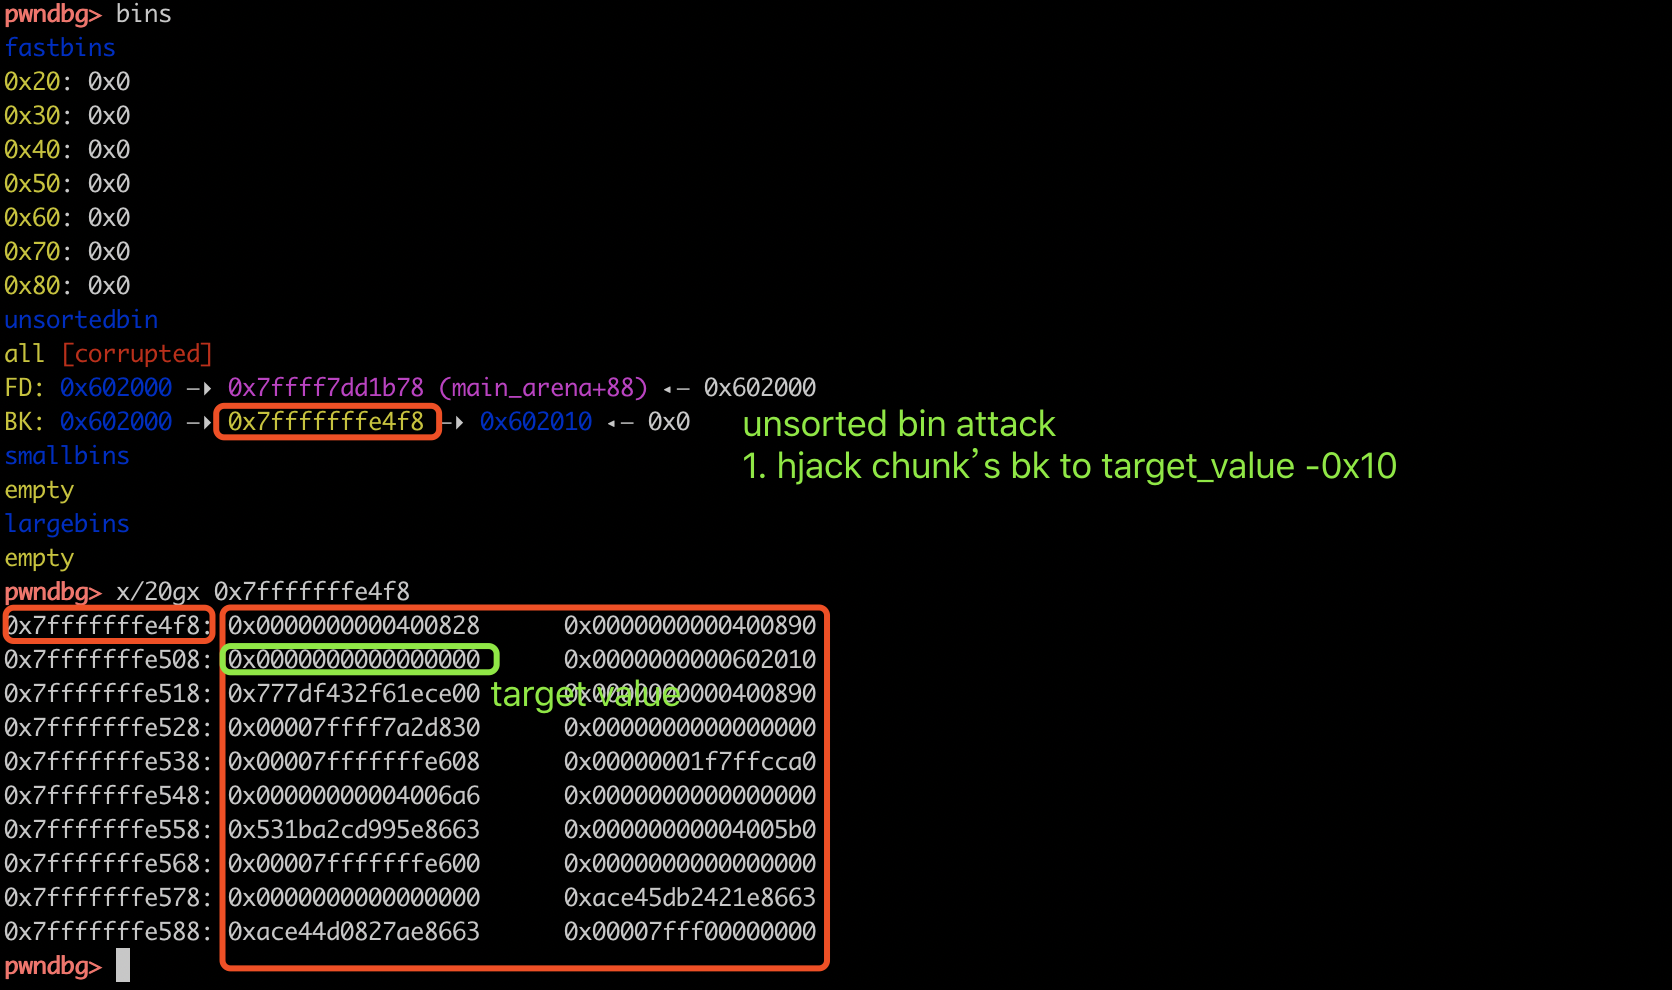 pwndbg> bins
fastbins
0x20: 0x0
0x30: 0x0
0x40: 0x0
0x50: 0x0
0x60: 0x0
0x70: 0x0
0x80: 0x0
unsortedbin
all [corrupted]
FD: 0x602000 —▸ 0x7ffff7dd1b78 (main_arena+88) ◂— 0x602000
BK: 0x602000 —▸ 0x7fffffffe4f8 —▸ 0x602010 ◂— 0x0
unsorted bin attack
1. hjack chunk’s bk to target_value -0x10
smallbins
empty
largebins
empty
pwndbg> x/20gx 0x7fffffffe4f8
0x7fffffffe4f8: 0x0000000000400828 0x0000000000400890
0x7fffffffe508: 0x0000000000000000 0x0000000000602010
0x7fffffffe518: 0x777df432f61ece00 0x0000000000400890
target value
0x7fffffffe528: 0x00007ffff7a2d830 0x0000000000000000
0x7fffffffe538: 0x00007fffffffe608 0x00000001f7ffcca0
0x7fffffffe548: 0x00000000004006a6 0x0000000000000000
0x7fffffffe558: 0x531ba2cd995e8663 0x00000000004005b0
0x7fffffffe568: 0x00007fffffffe600 0x0000000000000000
0x7fffffffe578: 0x0000000000000000 0xace45db2421e8663
0x7fffffffe588: 0xace44d0827ae8663 0x00007fff00000000
pwndbg>